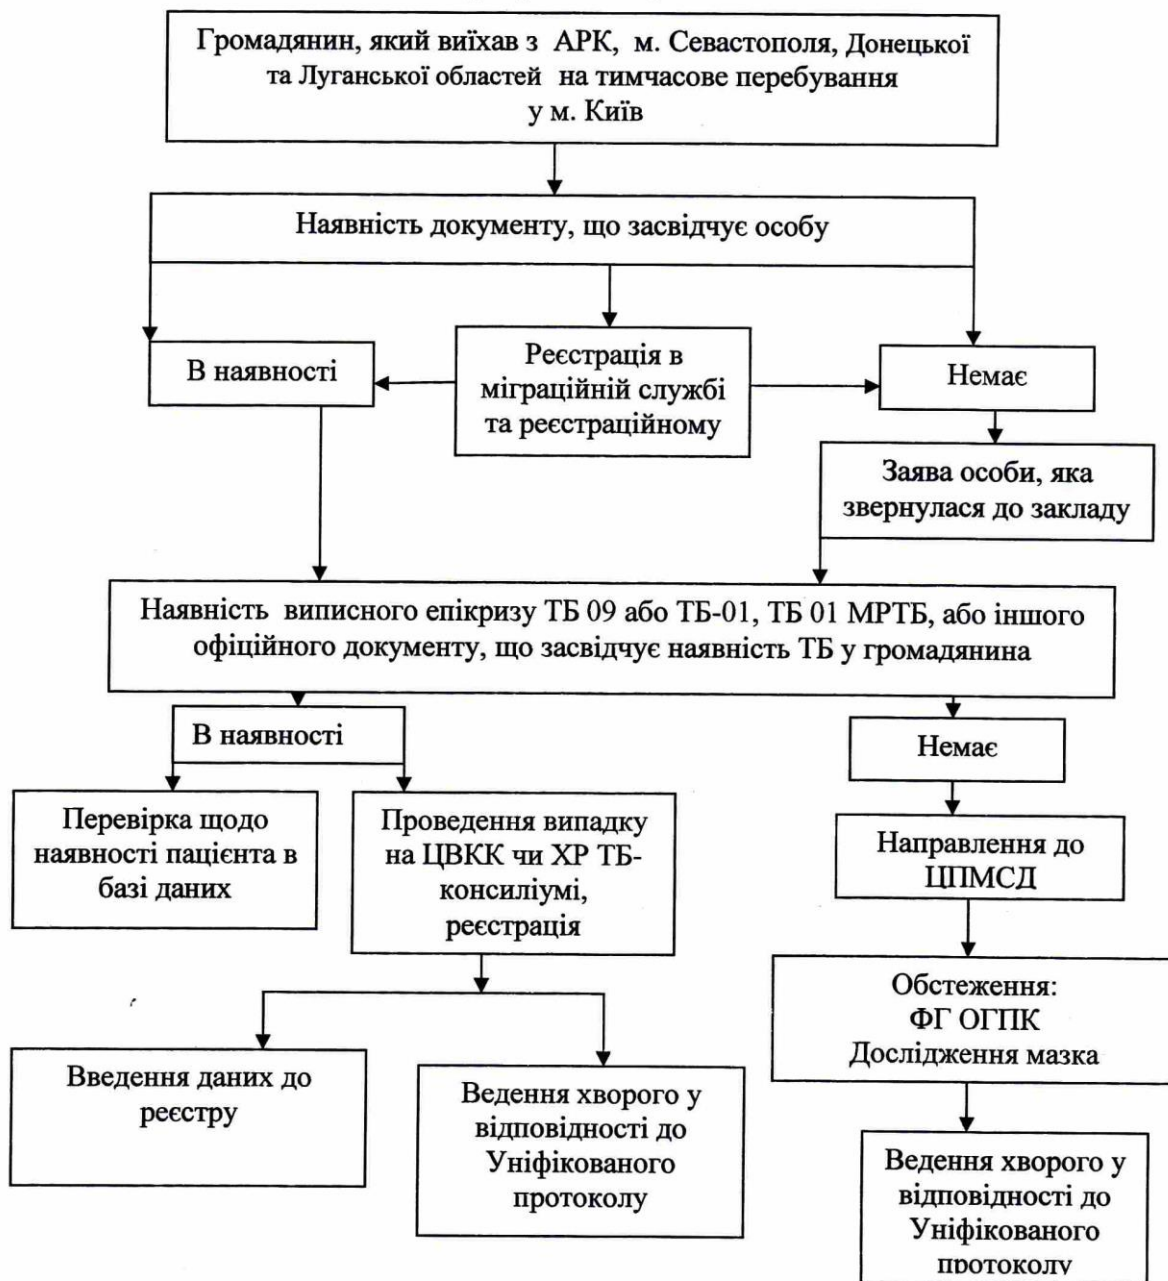 Громадянин, який виїхав з АРК, м. Севастополя, Донецької
та Луганської областей на тимчасове перебування
у м. Київ
Наявність документу, що засвідчує особу
В наявності
Реєстрація в
міграційній службі
та реєстраційному
Немає
Заява особи, яка
звернулася до закладу
Наявність виписного епікризу ТБ 09 або ТБ-01, ТБ 01 МРТБ, або іншого
офіційного документу, що засвідчує наявність ТБ у громадянина
В наявності
Немає
Перевірка щодо
наявності пацієнта в
базі даних
Проведення випадку
на ЦВКК чи ХР ТБ-
консиліумі,
реєстрація
Направлення до
ЦПМСД
Обстеження:
ФГ ОГПК
Дослідження мазка
Введення даних до
реєстру
Ведення хворого у
відповідності до
Уніфікованого
протоколу
Ведення хворого у
відповідності до
Уніфікованого
протоколу